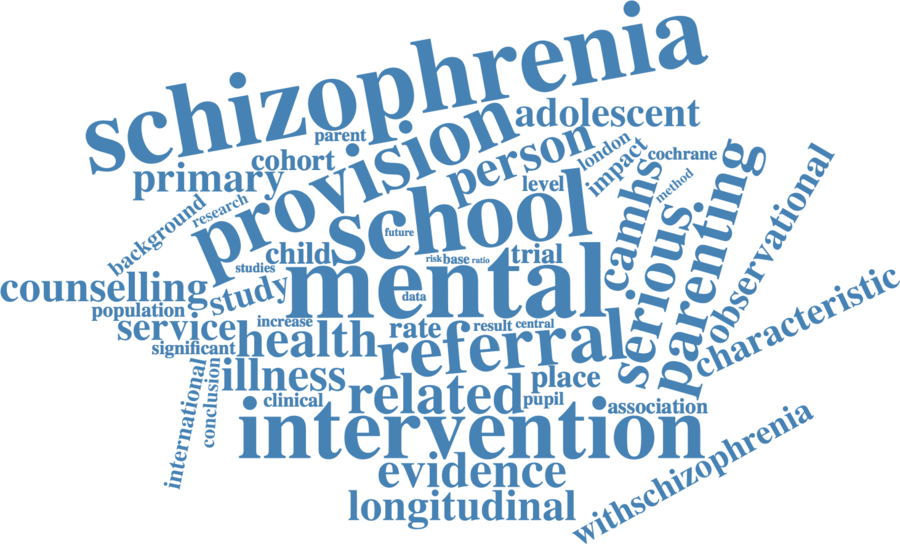 schizophrenia
adolescent
parent
provision
person
london
cohort
impact
cochrane
primary
level
method
school
camhs
parenting
observational
background
research
future
serious
child
trial
studies
risk
base
ratio
mental
counselling
study
data
population
service
increase
rate
result
central
characteristic
significant
health
referral
illness
place
related
international
conclusion
clinical
pupil
association
intervention
withschizophrenia
evidence
longitudinal